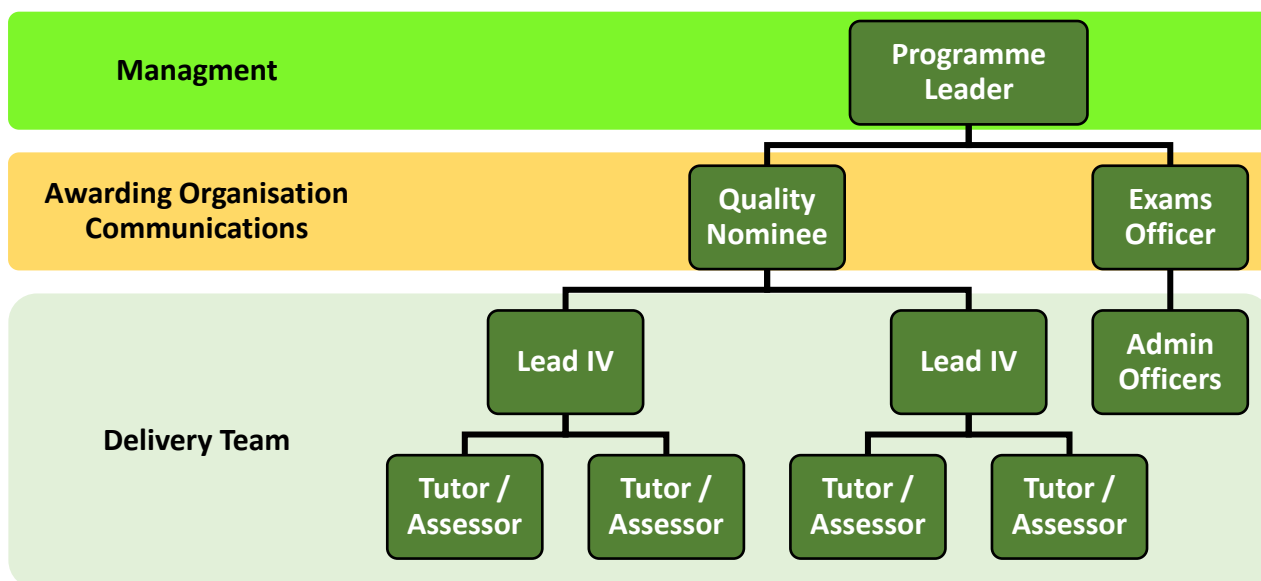 Managment
Programme
Leader
Awarding Organisation
Communications
Quality
Nominee
Exams
Officer
Delivery Team
Lead IV
Lead IV
Admin
Officers
Tutor /
Assessor
Tutor /
Assessor
Tutor /
Assessor
Tutor /
Assessor